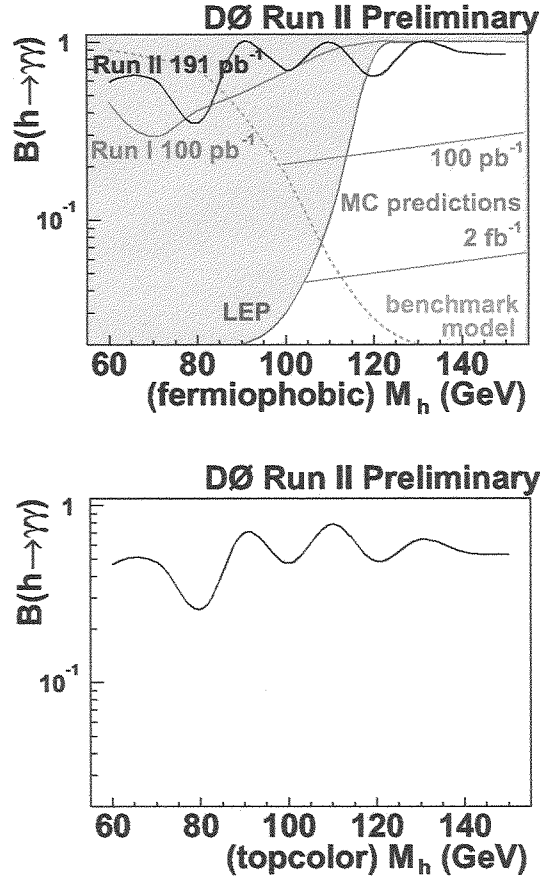 DØ Run II Preliminary
B(h→γγ)
1
10⁻¹
Run II 191 pb⁻¹
Run I 100 pb⁻¹
100 pb⁻¹
MC predictions
2 fb⁻¹
LEP
benchmark
model
60 80 100 120 140
(fermiophobic) M_h (GeV)
DØ Run II Preliminary
B(h→γγ)
1
10⁻¹
60 80 100 120 140
(topcolor) M_h (GeV)